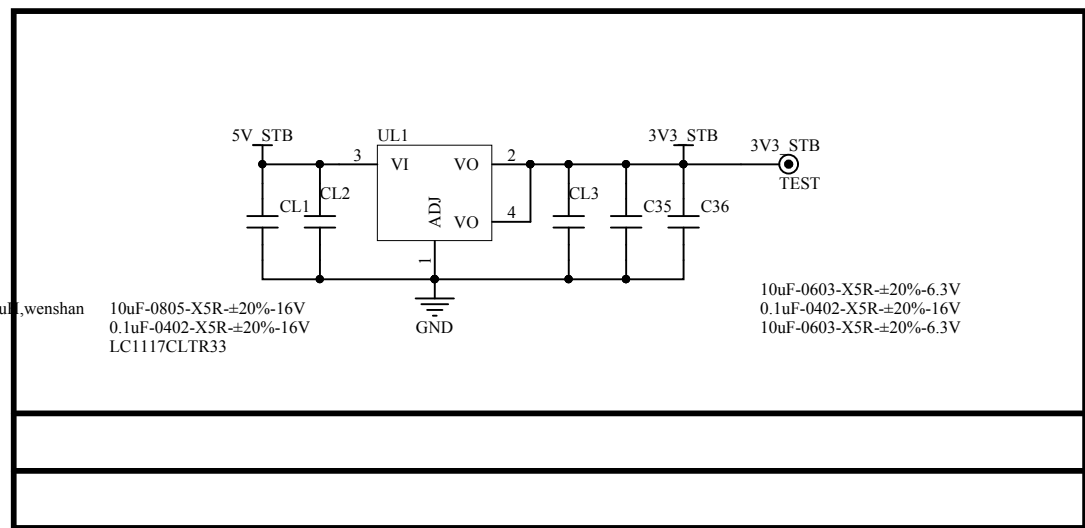 5V_STB
UL1
3V3_STB
3V3_STB
3
VI
VO
2
TEST
CL1
CL2
ADJ
VO
4
CL3
C35
C36
1
GND
,wenshan
10uF-0805-X5R-±20%-16V
0.1uF-0402-X5R-±20%-16V
LC1117CLTR33
10uF-0603-X5R-±20%-6.3V
0.1uF-0402-X5R-±20%-16V
10uF-0603-X5R-±20%-6.3V